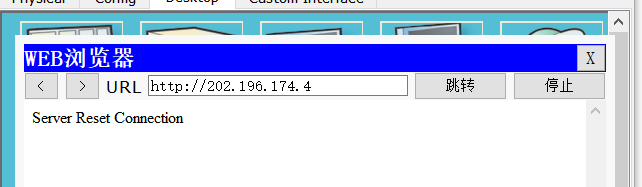 Physical Config Desktop Custom Interface
WEB浏览器 X
< > URL http://202.196.174.4 跳转 停止
Server Reset Connection